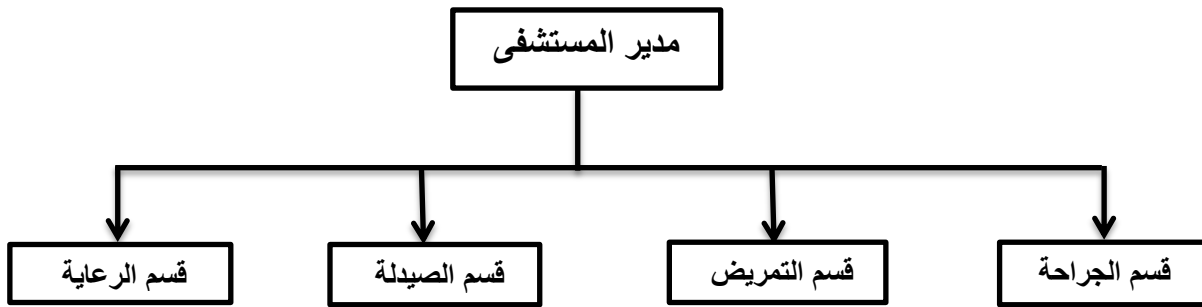 مدير المستشفى
قسم الجراحة
قسم التمريض
قسم الصيدلة
قسم الرعاية